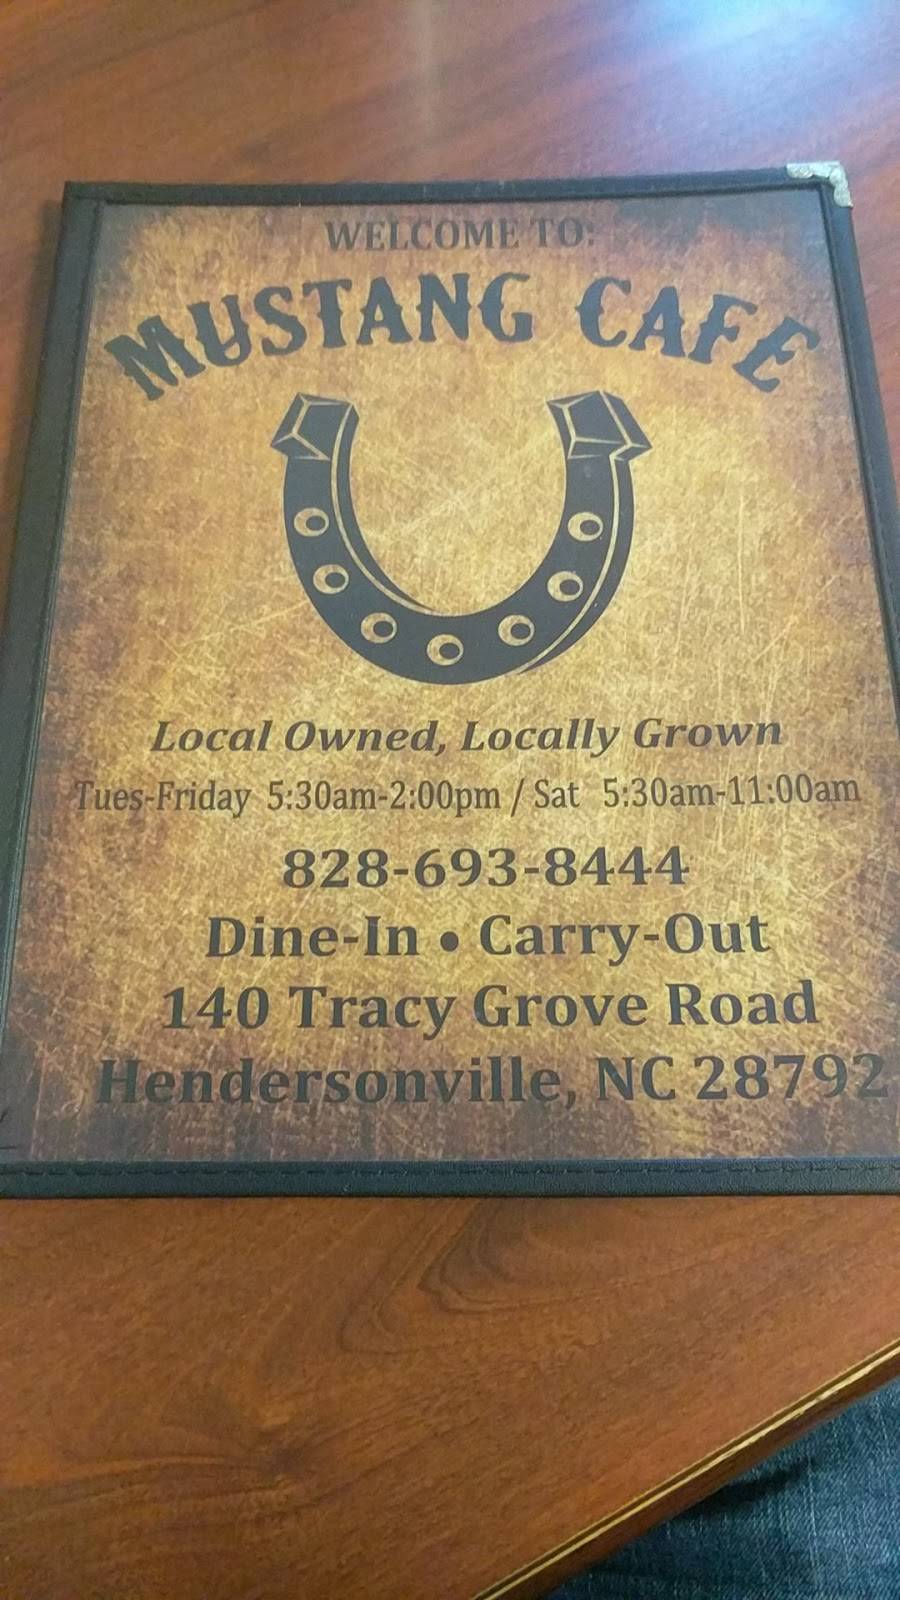 WELCOME TO:
MUSTANG CAFE
Local Owned, Locally Grown
Tues-Friday 5:30am-2:00pm / Sat 5:30am-11:00am
828-693-8444
Dine-In • Carry-Out
140 Tracy Grove Road
Hendersonville, NC 28792